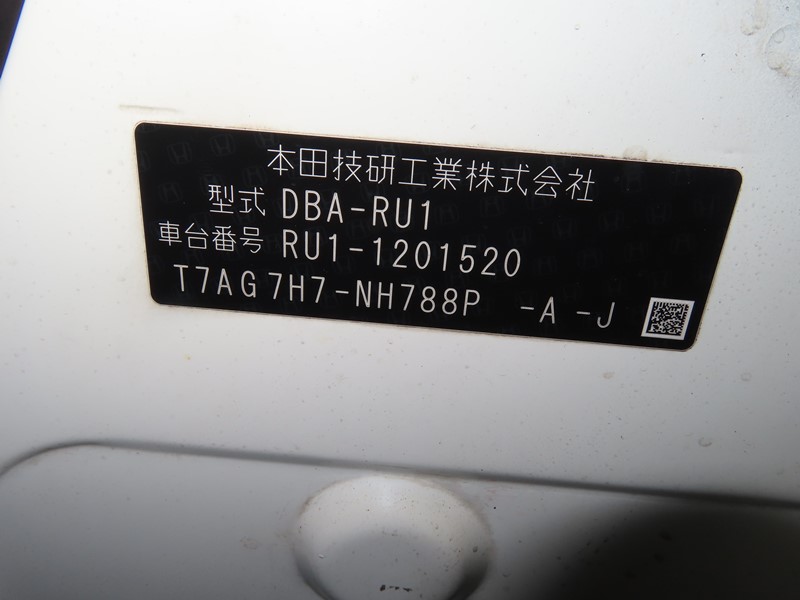 本田技研工業株式会社
型式 DBA-RU1
車台番号 RU1-1201520
T7AG7H7-NH788P -A -J